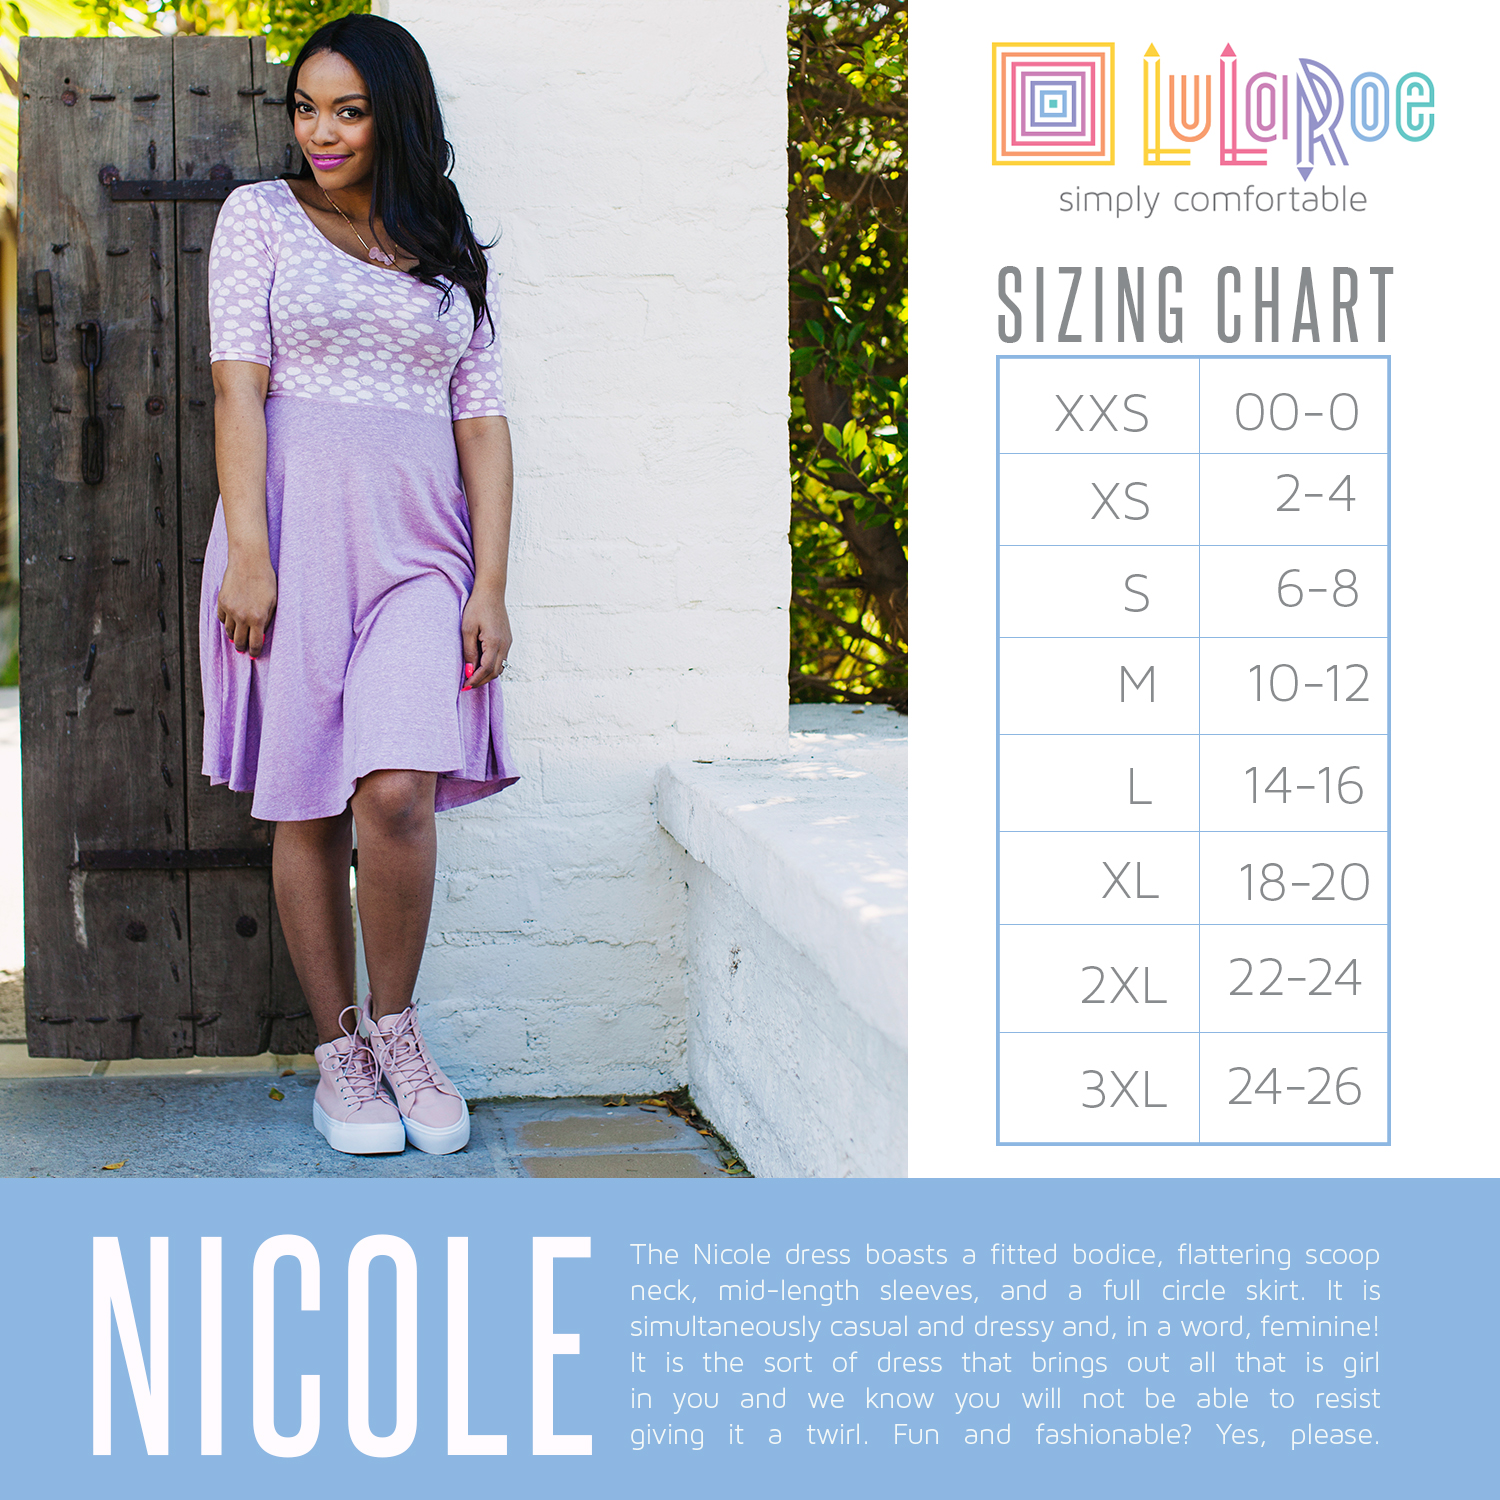 LuLaRoe
simply comfortable
SIZING CHART
XXS 00-0
XS 2-4
S 6-8
M 10-12
L 14-16
XL 18-20
2XL 22-24
3XL 24-26
NICOLE
The Nicole dress boasts a fitted bodice, flattering scoop
neck, mid-length sleeves, and a full circle skirt. It is
simultaneously casual and dressy and, in a word, feminine!
It is the sort of dress that brings out all that is girl
in you and we know you will not be able to resist
giving it a twirl. Fun and fashionable? Yes, please.